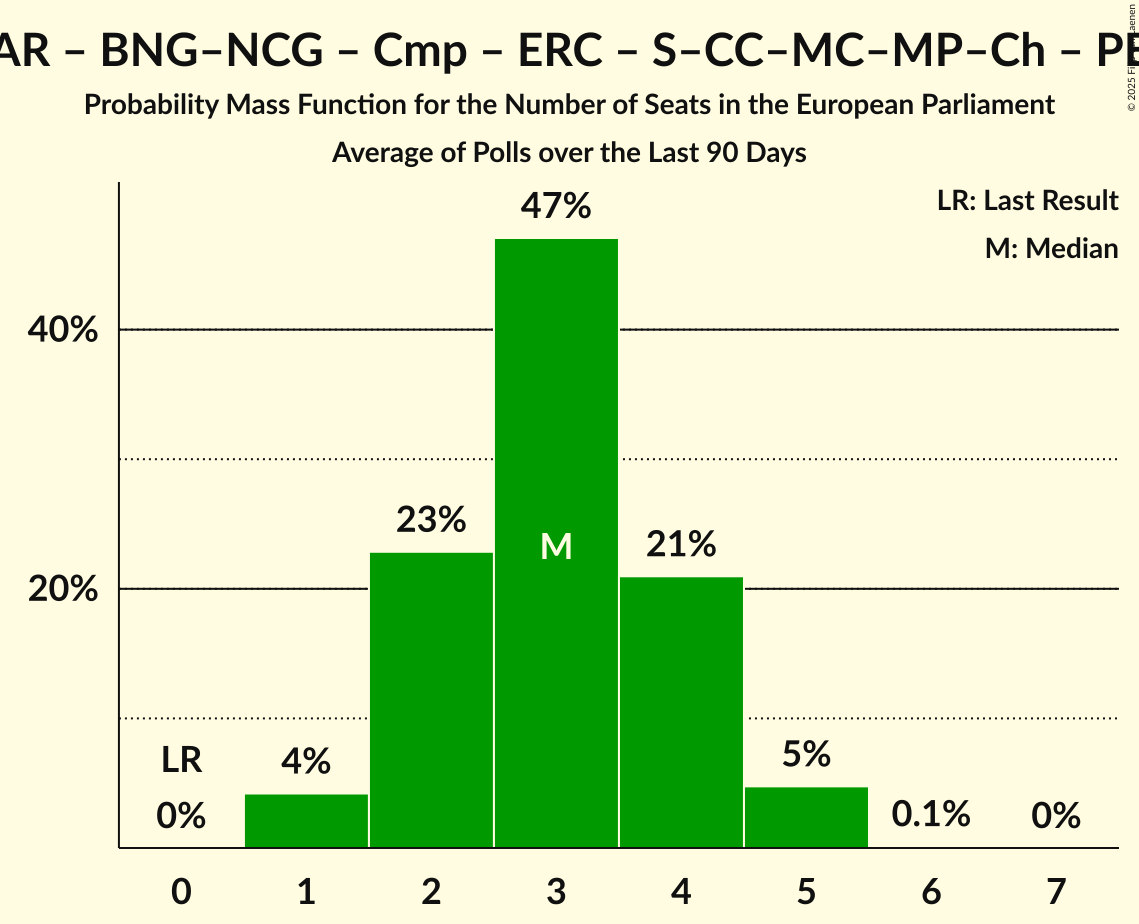 AR – BNG–NCG – Cmp – ERC – S–CC–MC–MP–Ch – PE
Probability Mass Function for the Number of Seats in the European Parliament
Average of Polls over the Last 90 Days
© 2025
LR: Last Result
M: Median
47%
40%
23%
M
21%
20%
LR
4%
5%
0%
0.1%
0%
0 1 2 3 4 5 6 7